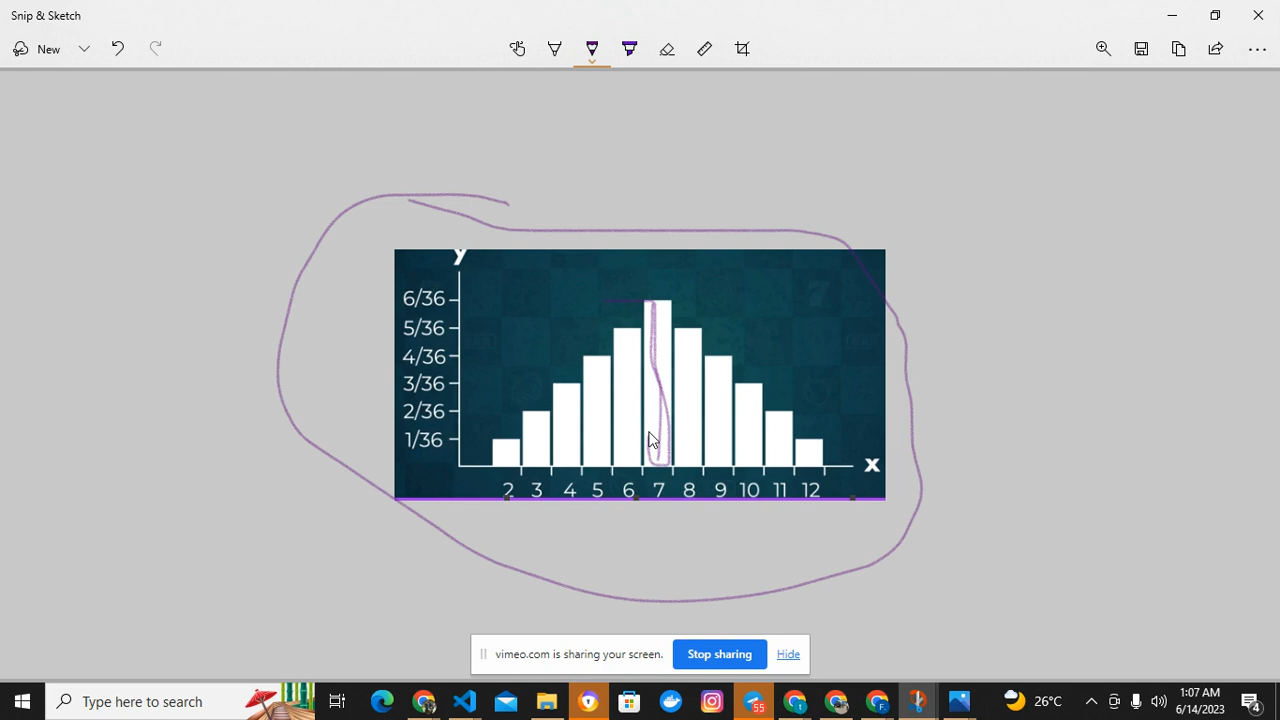 Snip & Sketch
New
y
6/36
5/36
4/36
3/36
2/36
1/36
x
2 3 4 5 6 7 8 9 10 11 12
vimeo.com is sharing your screen. Stop sharing Hide
Type here to search
55
26°C
1:07 AM
6/14/2023
4